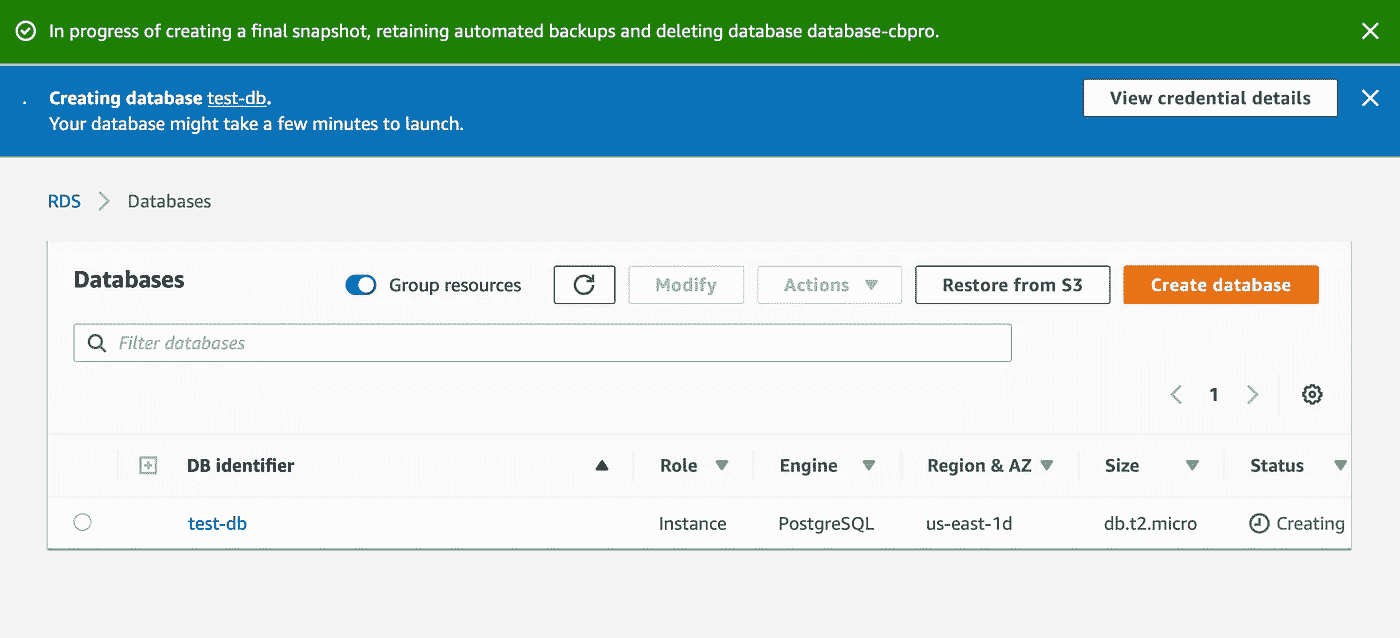 In progress of creating a final snapshot, retaining automated backups and deleting database database-cbpro.
Creating database test-db.
View credential details
Your database might take a few minutes to launch.
RDS
Databases
Databases
Group resources
Modify
Actions
Restore from S3
Create database
Filter databases
1
DB identifier
Role
Engine
Region & AZ
Size
Status
test-db
Instance
PostgreSQL
us-east-1d
db.t2.micro
Creating